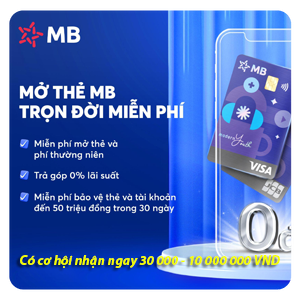 MB
MỞ THẺ MB
TRỌN ĐỜI MIỄN PHÍ
Miễn phí mở thẻ và
phí thường niên
Trả góp 0% lãi suất
Miễn phí bảo vệ thẻ và tài khoản
đến 50 triệu đồng trong 30 ngày
MB
VISA
0đ
Có cơ hội nhận ngay 30 000 - 10 000 000 VND